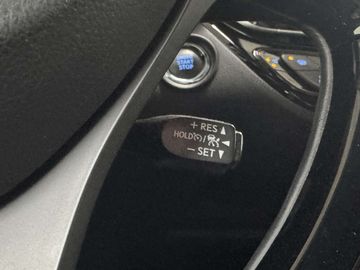 START
STOP
+ RES ▲
HOLD/
− SET ▼